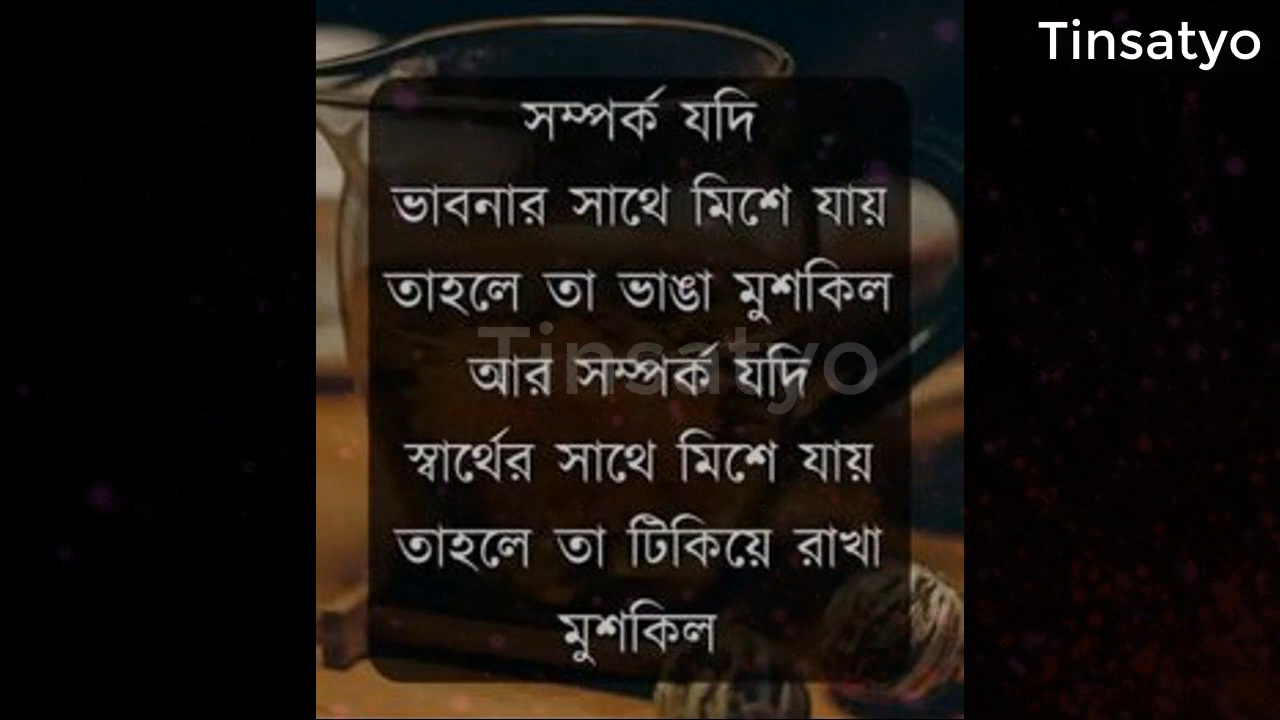 Tinsatyo
সম্পর্ক যদি
ভাবনার সাথে মিশে যায়
তাহলে তা ভাঙা মুশকিল
আর সম্পর্ক যদি
স্বার্থের সাথে মিশে যায়
তাহলে তা টিকিয়ে রাখা
মুশকিল
Tinsatyo